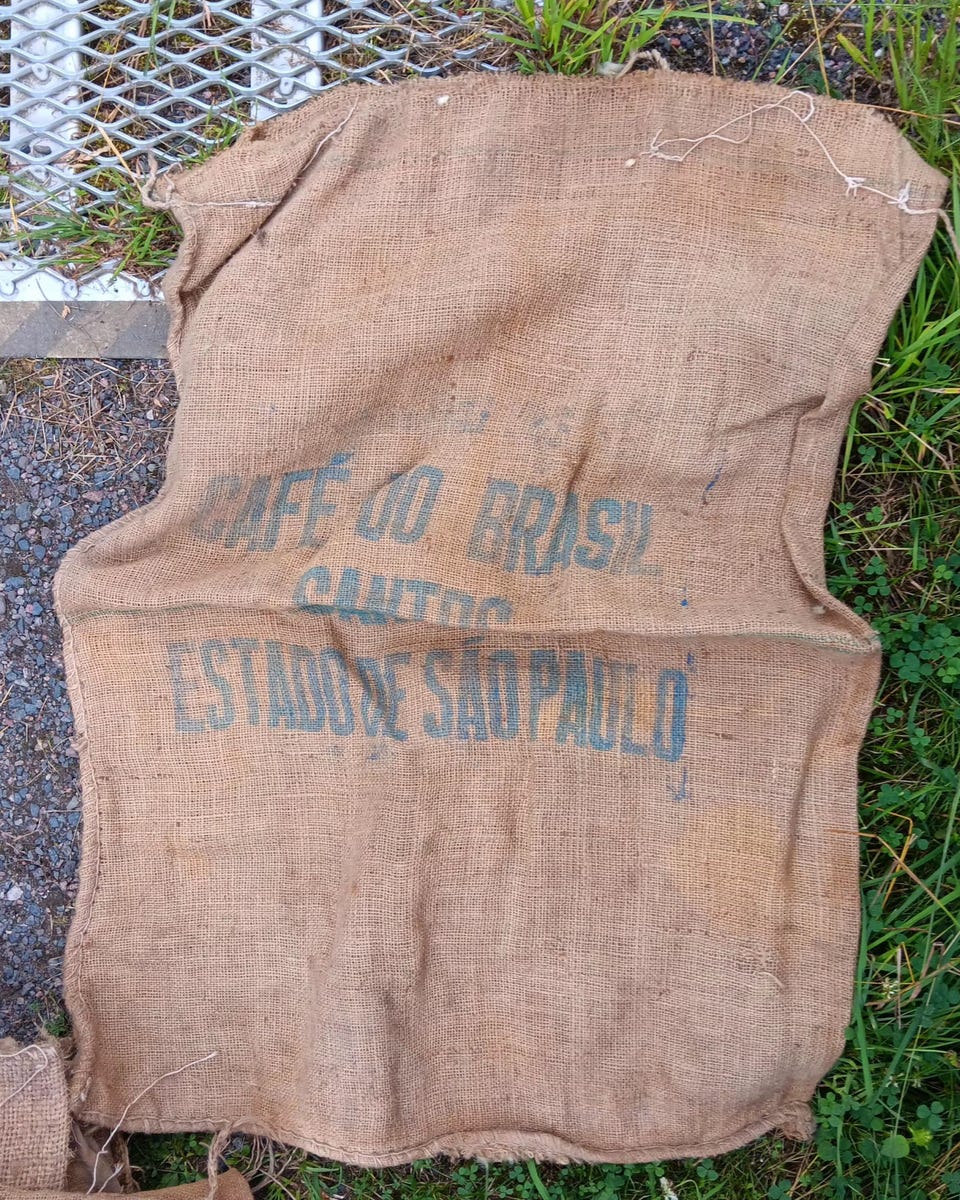 CAFÉ DO BRASIL
SANTOS
ESTADO DE SÃO PAULO